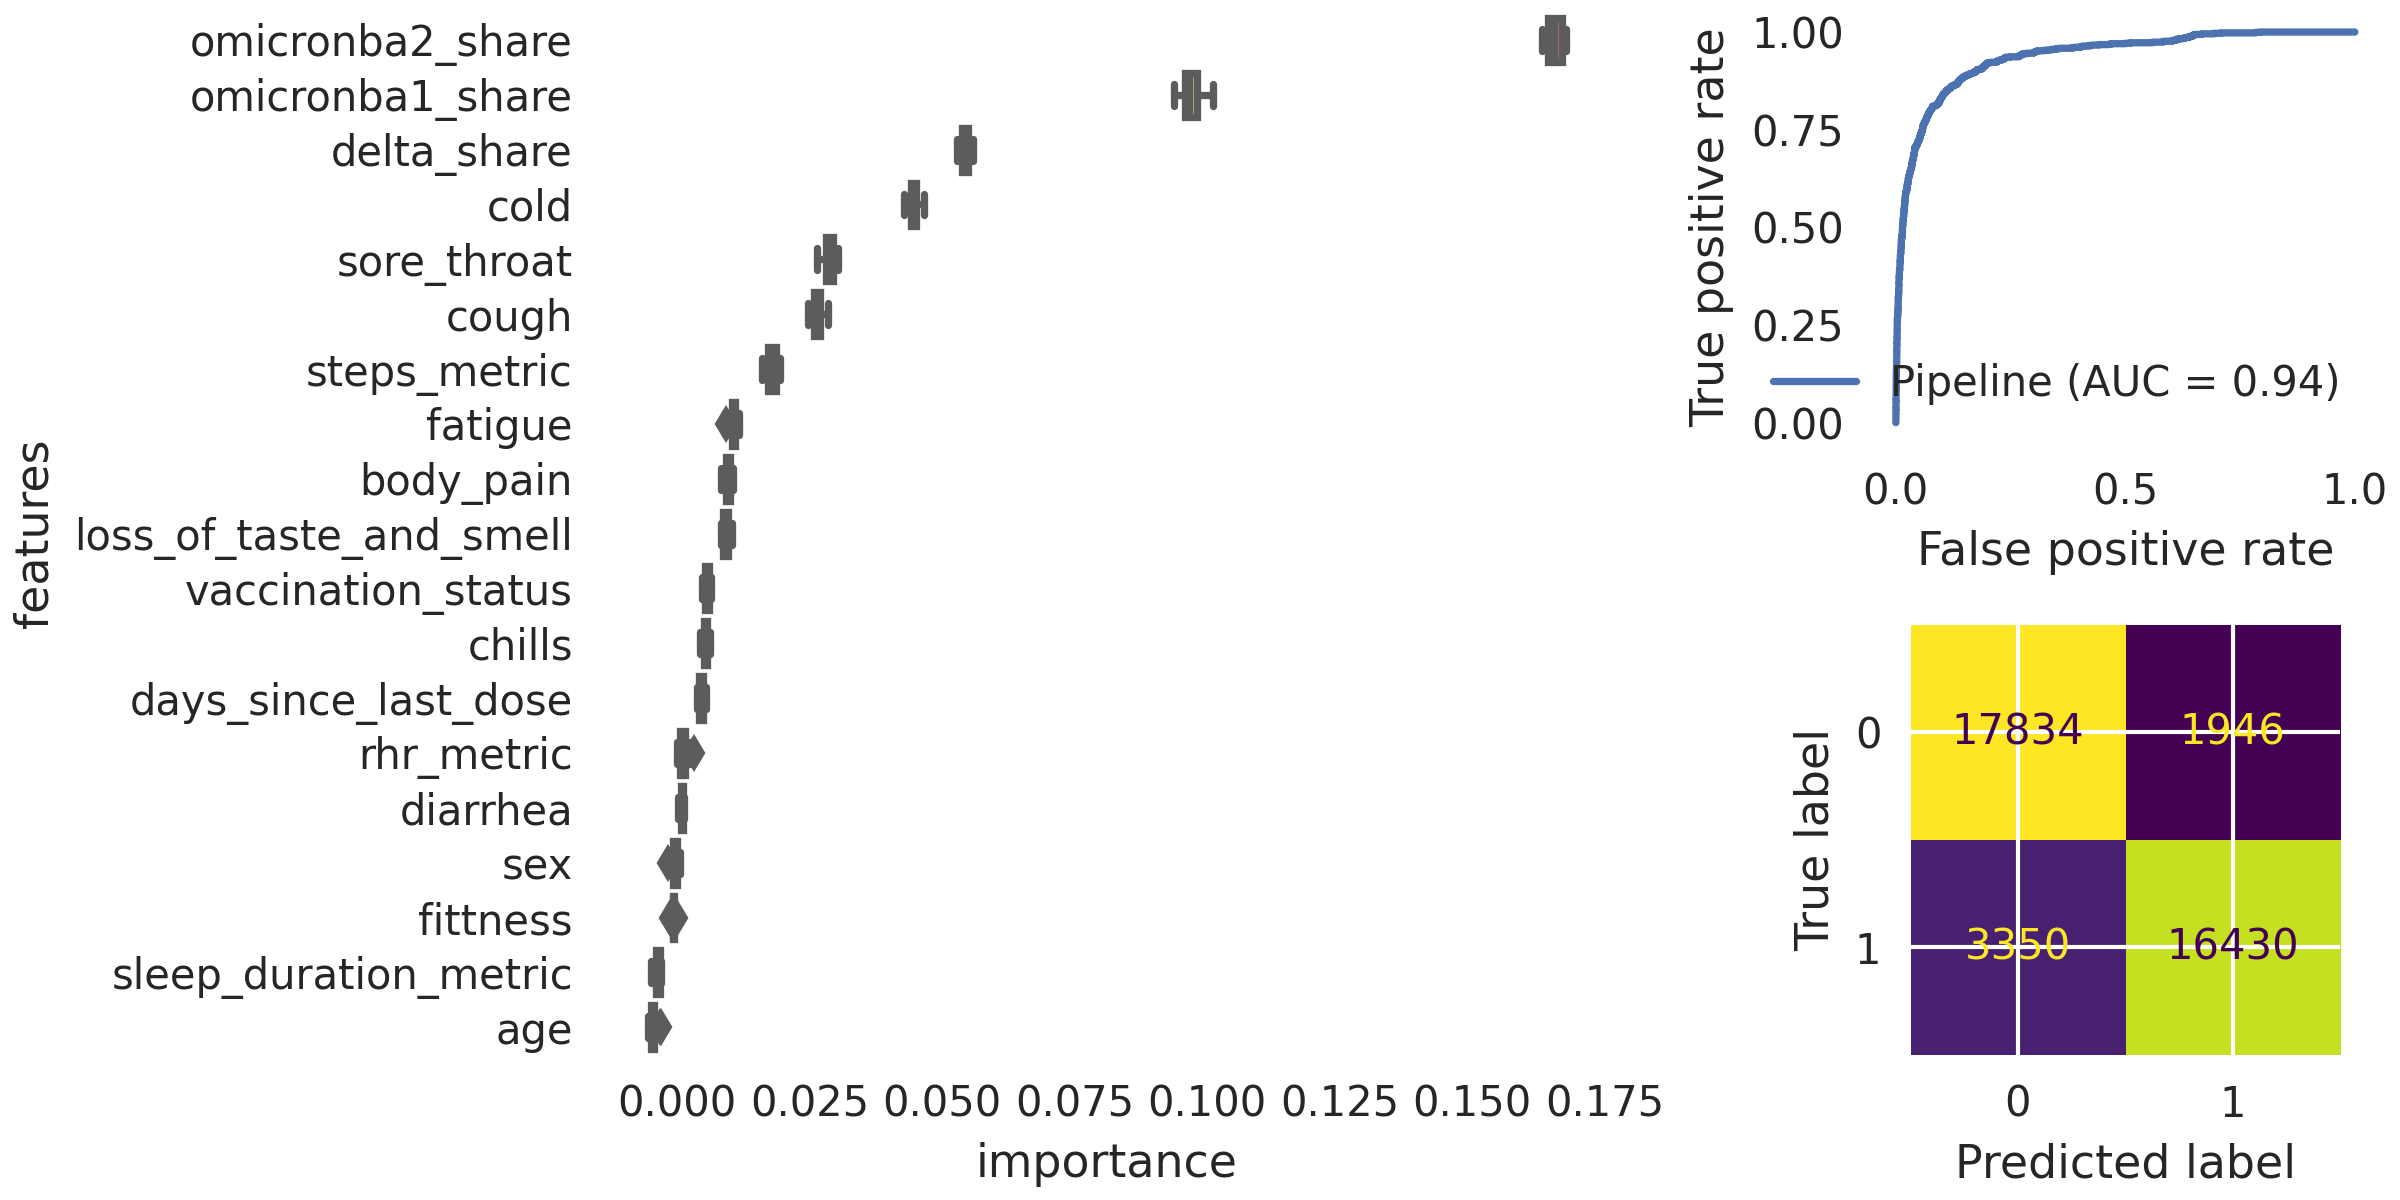 omicronba2_share
omicronba1_share
delta_share
cold
sore_throat
cough
steps_metric
fatigue
body_pain
loss_of_taste_and_smell
vaccination_status
chills
days_since_last_dose
rhr_metric
diarrhea
sex
fittness
sleep_duration_metric
age
features
0.000 0.025 0.050 0.075 0.100 0.125 0.150 0.175
importance
True positive rate
1.00
0.75
0.50
0.25
0.00
Pipeline (AUC = 0.94)
0.0 0.5 1.0
False positive rate
True label
0
1
17834 1946
3350 16430
0 1
Predicted label